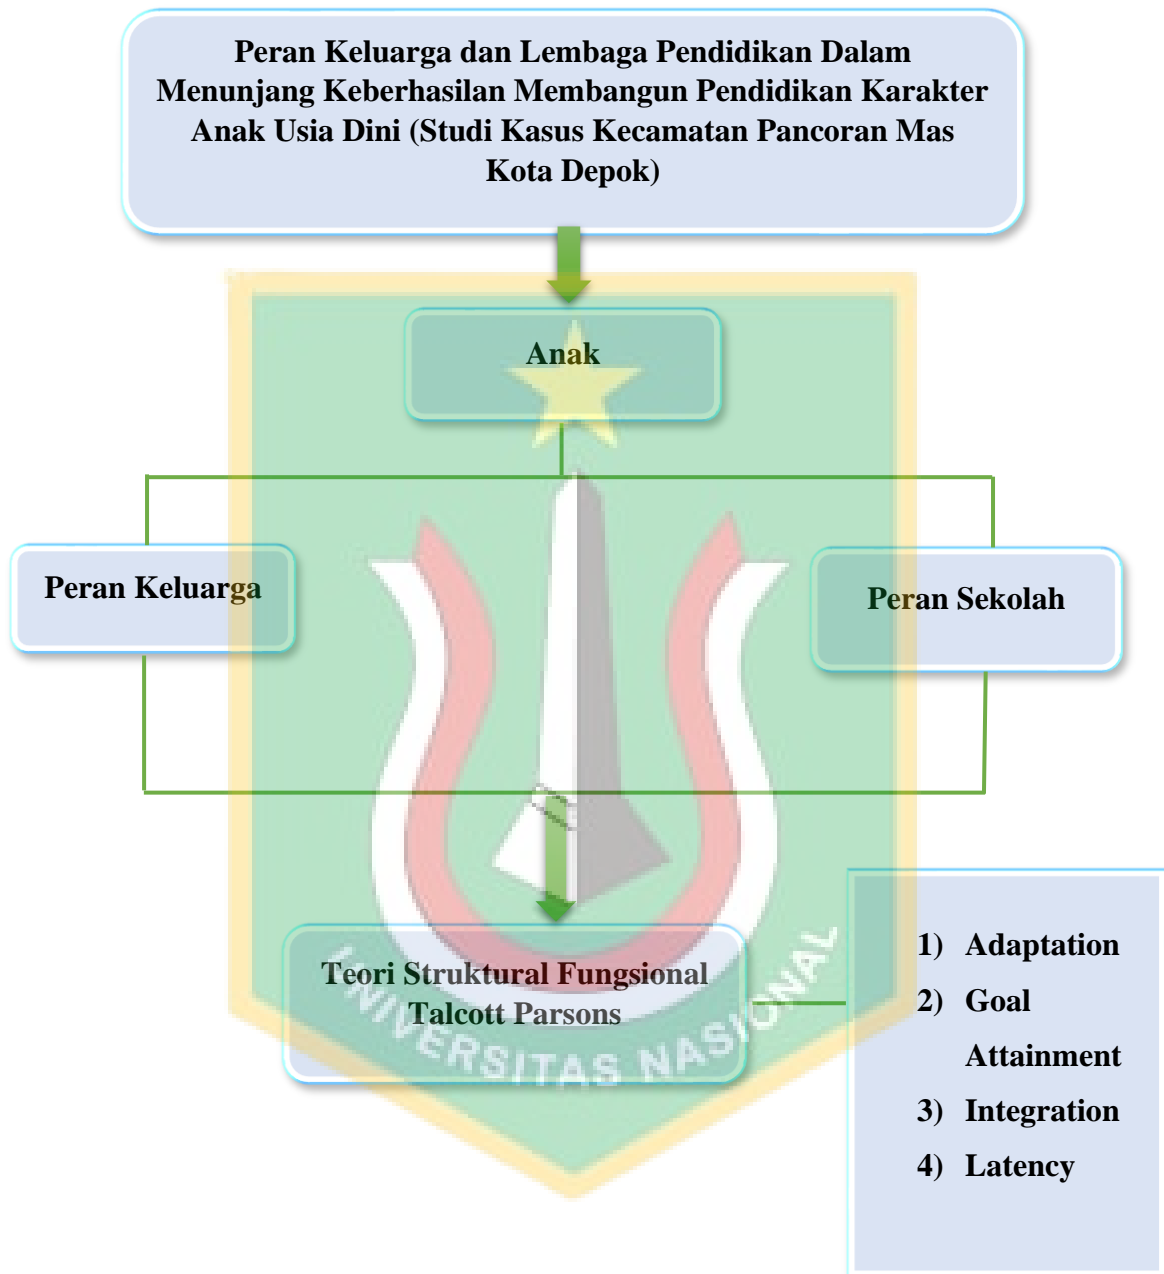 Peran Keluarga dan Lembaga Pendidikan Dalam
Menunjang Keberhasilan Membangun Pendidikan Karakter
Anak Usia Dini (Studi Kasus Kecamatan Pancoran Mas
Kota Depok)
Anak
Peran Keluarga
Peran Sekolah
Teori Struktural Fungsional
Talcott Parsons
1) Adaptation
2) Goal
Attainment
3) Integration
4) Latency
UNIVERSITAS NASIONAL